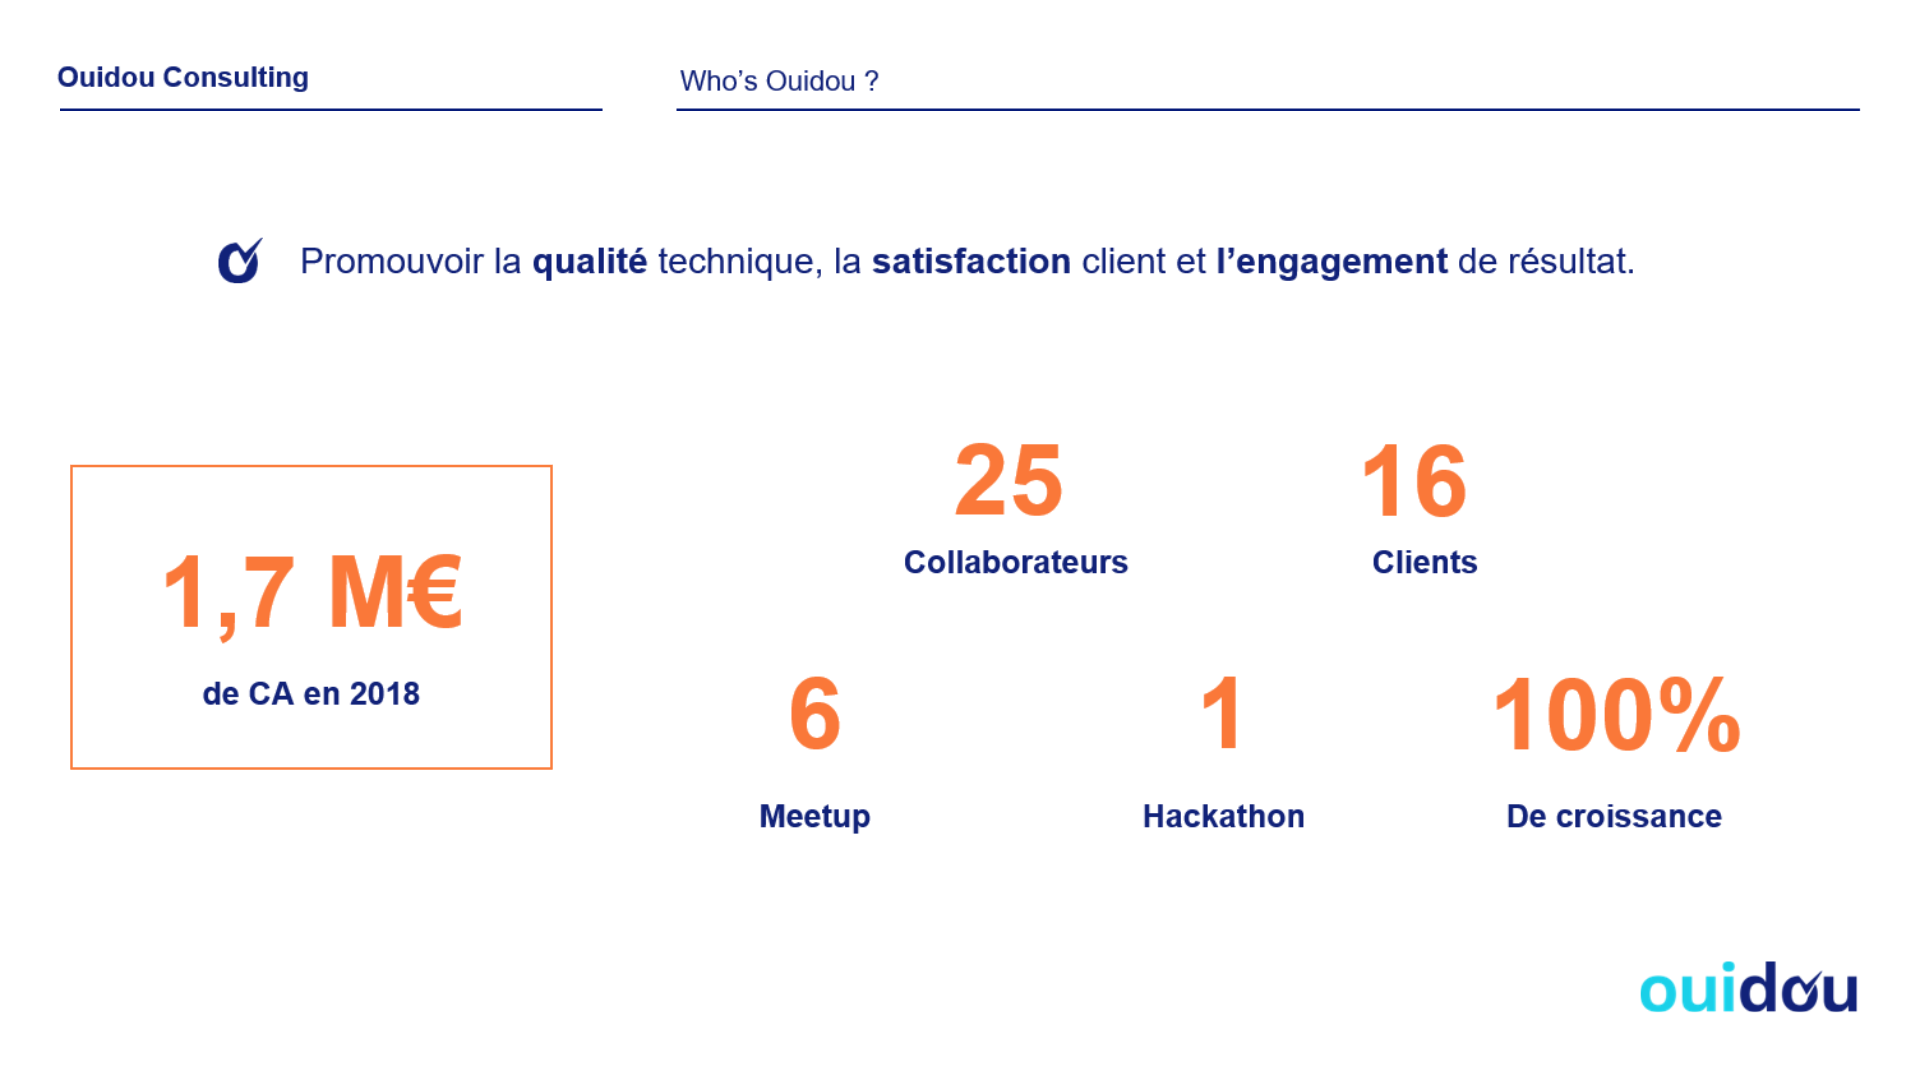 Ouidou Consulting
Who’s Ouidou ?
Promouvoir la qualité technique, la satisfaction client et l’engagement de résultat.
1,7 M€
de CA en 2018
25
Collaborateurs
16
Clients
6
Meetup
1
Hackathon
100%
De croissance
ouidou